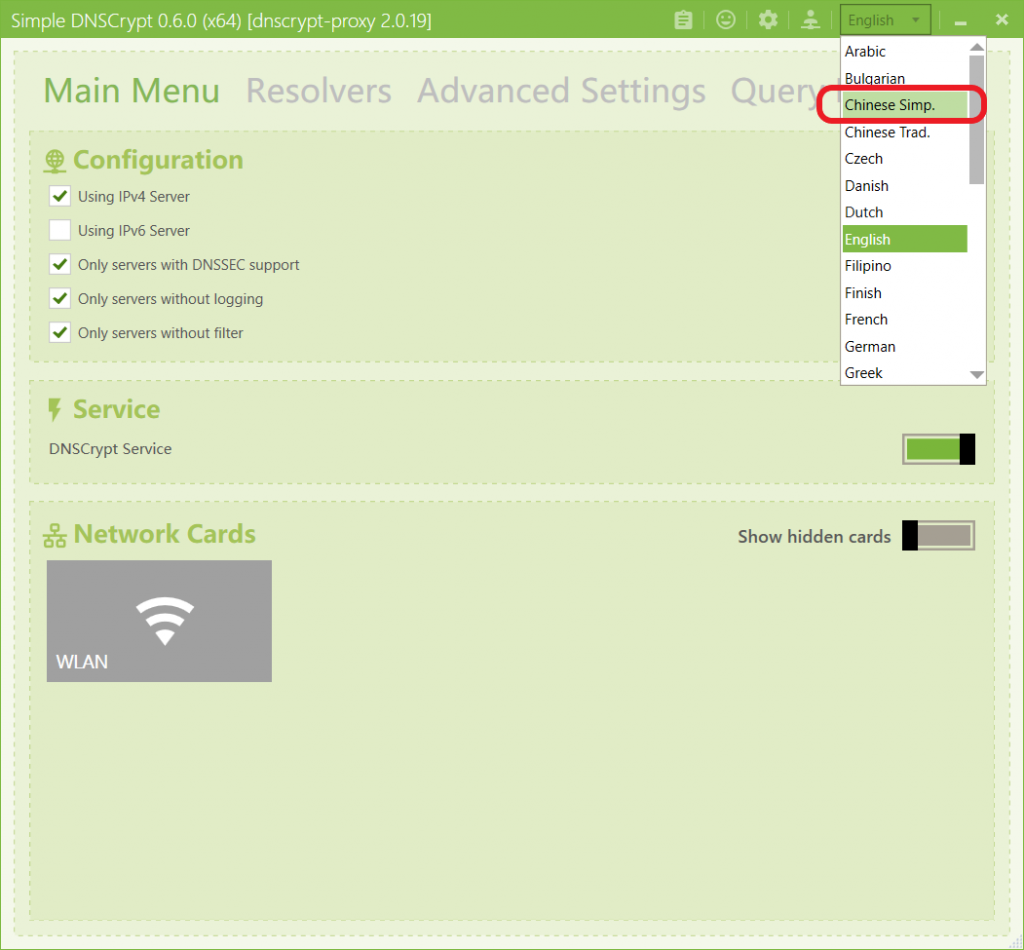 Simple DNSCrypt 0.6.0 (x64) [dnscrypt-proxy 2.0.19]
English
Main Menu
Resolvers
Advanced Settings
Query
Arabic
Bulgarian
Chinese Simp.
Chinese Trad.
Czech
Danish
Dutch
English
Filipino
Finish
French
German
Greek
Configuration
Using IPv4 Server
Using IPv6 Server
Only servers with DNSSEC support
Only servers without logging
Only servers without filter
Service
DNSCrypt Service
Network Cards
Show hidden cards
WLAN